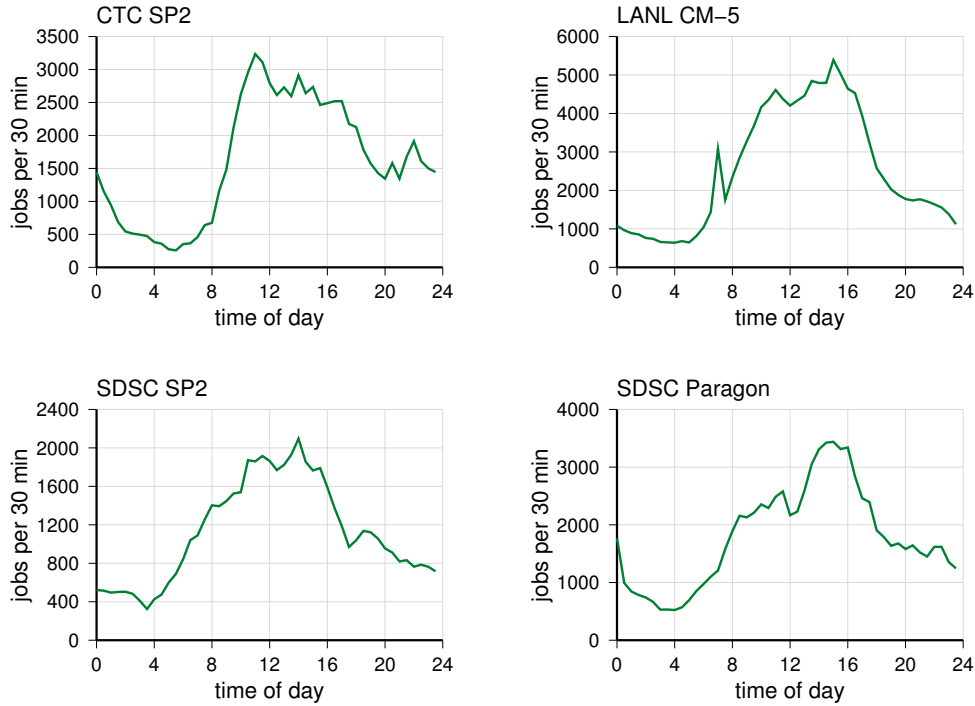 CTC SP2
3500
3000
2500
2000
1500
1000
500
0
jobs per 30 min
0 4 8 12 16 20 24
time of day
LANL CM−5
6000
5000
4000
3000
2000
1000
0
jobs per 30 min
0 4 8 12 16 20 24
time of day
SDSC SP2
2400
2000
1600
1200
800
400
0
jobs per 30 min
0 4 8 12 16 20 24
time of day
SDSC Paragon
4000
3000
2000
1000
0
jobs per 30 min
0 4 8 12 16 20 24
time of day